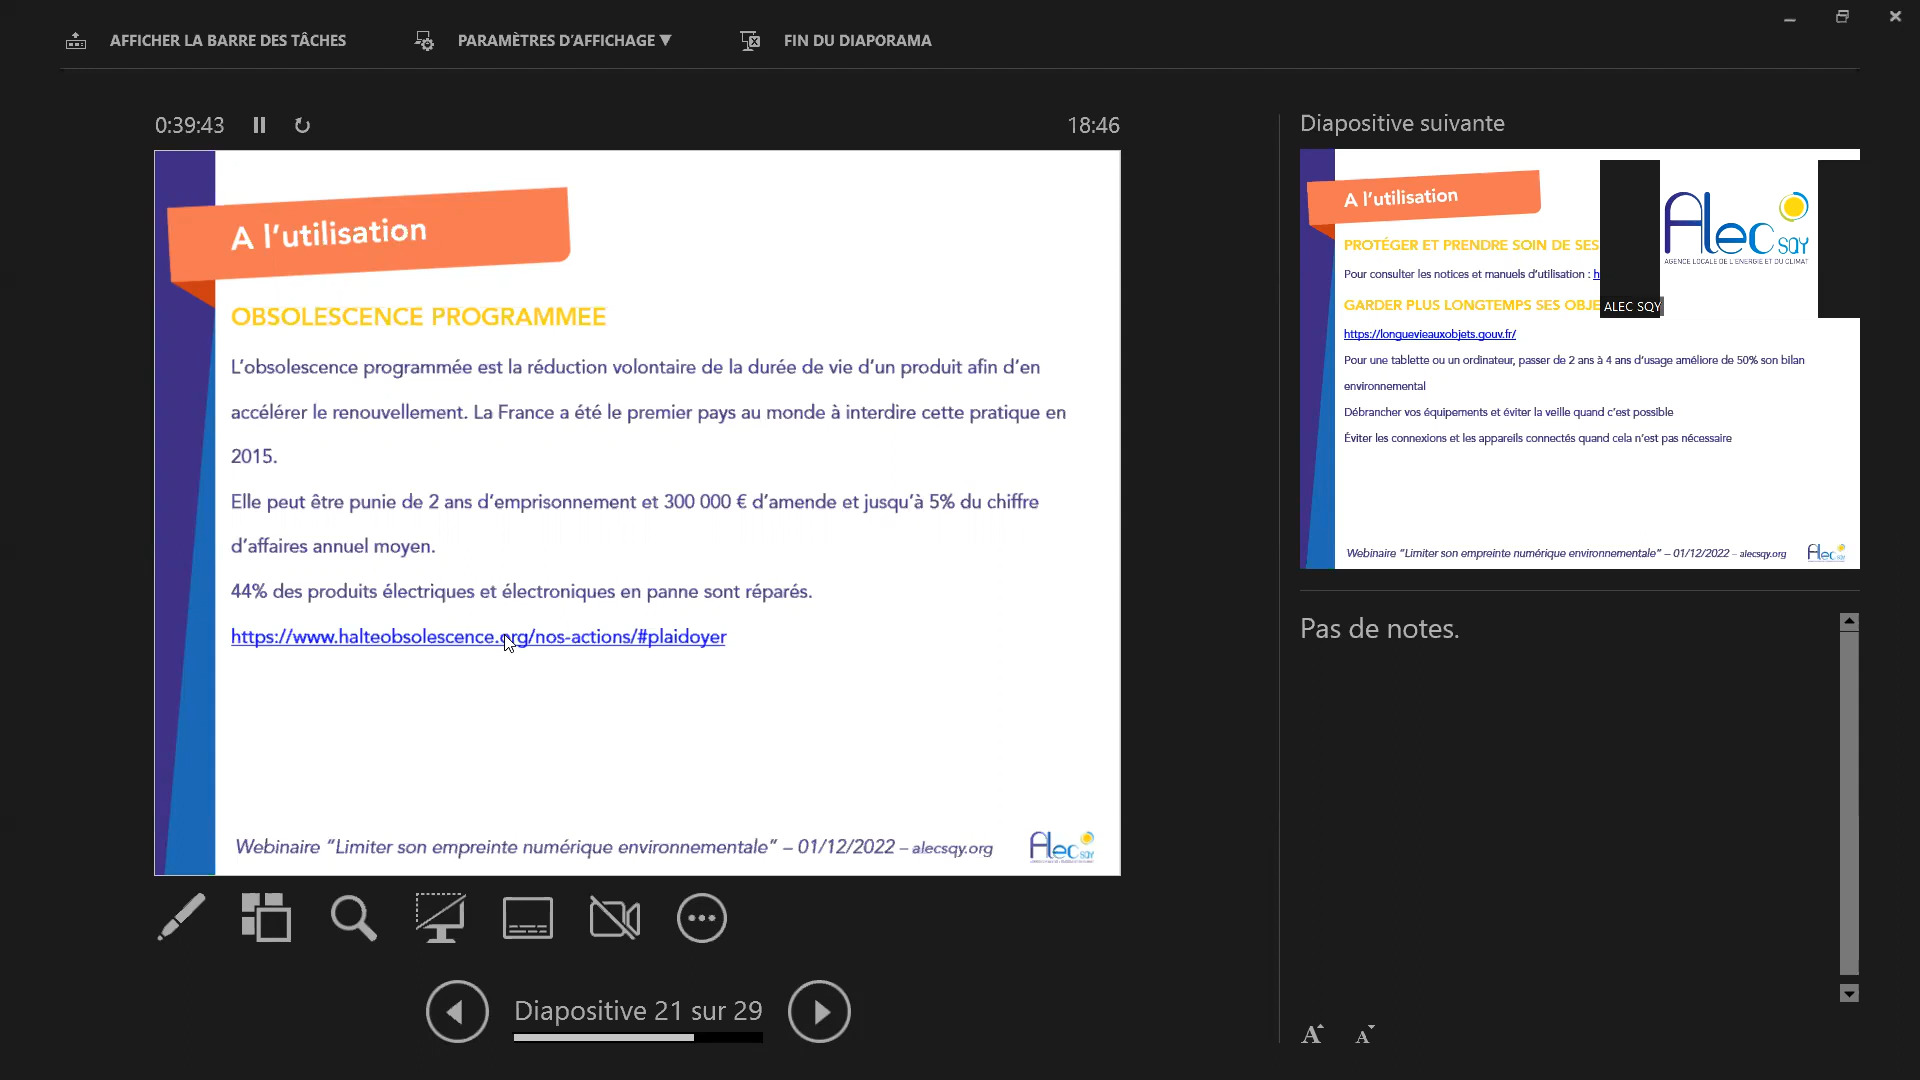 AFFICHER LA BARRE DES TÂCHES
PARAMÈTRES D'AFFICHAGE ▼
FIN DU DIAPORAMA
0:39:43
18:46
A l'utilisation
OBSOLESCENCE PROGRAMMEE
L'obsolescence programmée est la réduction volontaire de la durée de vie d'un produit afin d'en
accélérer le renouvellement. La France a été le premier pays au monde à interdire cette pratique en
2015.
Elle peut être punie de 2 ans d'emprisonnement et 300 000 € d'amende et jusqu'à 5% du chiffre
d'affaires annuel moyen.
44% des produits électriques et électroniques en panne sont réparés.
https://www.halteobsolescence.org/nos-actions/#plaidoyer
Webinaire "Limiter son empreinte numérique environnementale" – 01/12/2022 – alecsqy.org
Alec SQY
Diapositive 21 sur 29
Diapositive suivante
A l'utilisation
PROTÉGER ET PRENDRE SOIN DE SES
Pour consulter les notices et manuels d'utilisation : h
GARDER PLUS LONGTEMPS SES OBJE
https://longuevieauxobjets.gouv.fr/
Pour une tablette ou un ordinateur, passer de 2 ans à 4 ans d'usage améliore de 50% son bilan
environnemental
Débrancher vos équipements et éviter la veille quand c'est possible
Éviter les connexions et les appareils connectés quand cela n'est pas nécessaire
Webinaire "Limiter son empreinte numérique environnementale" – 01/12/2022 – alecsqy.org
Alec SQY
Alec SQY
AGENCE LOCALE DE L'ENERGIE ET DU CLIMAT
ALEC SQY
Pas de notes.
A A